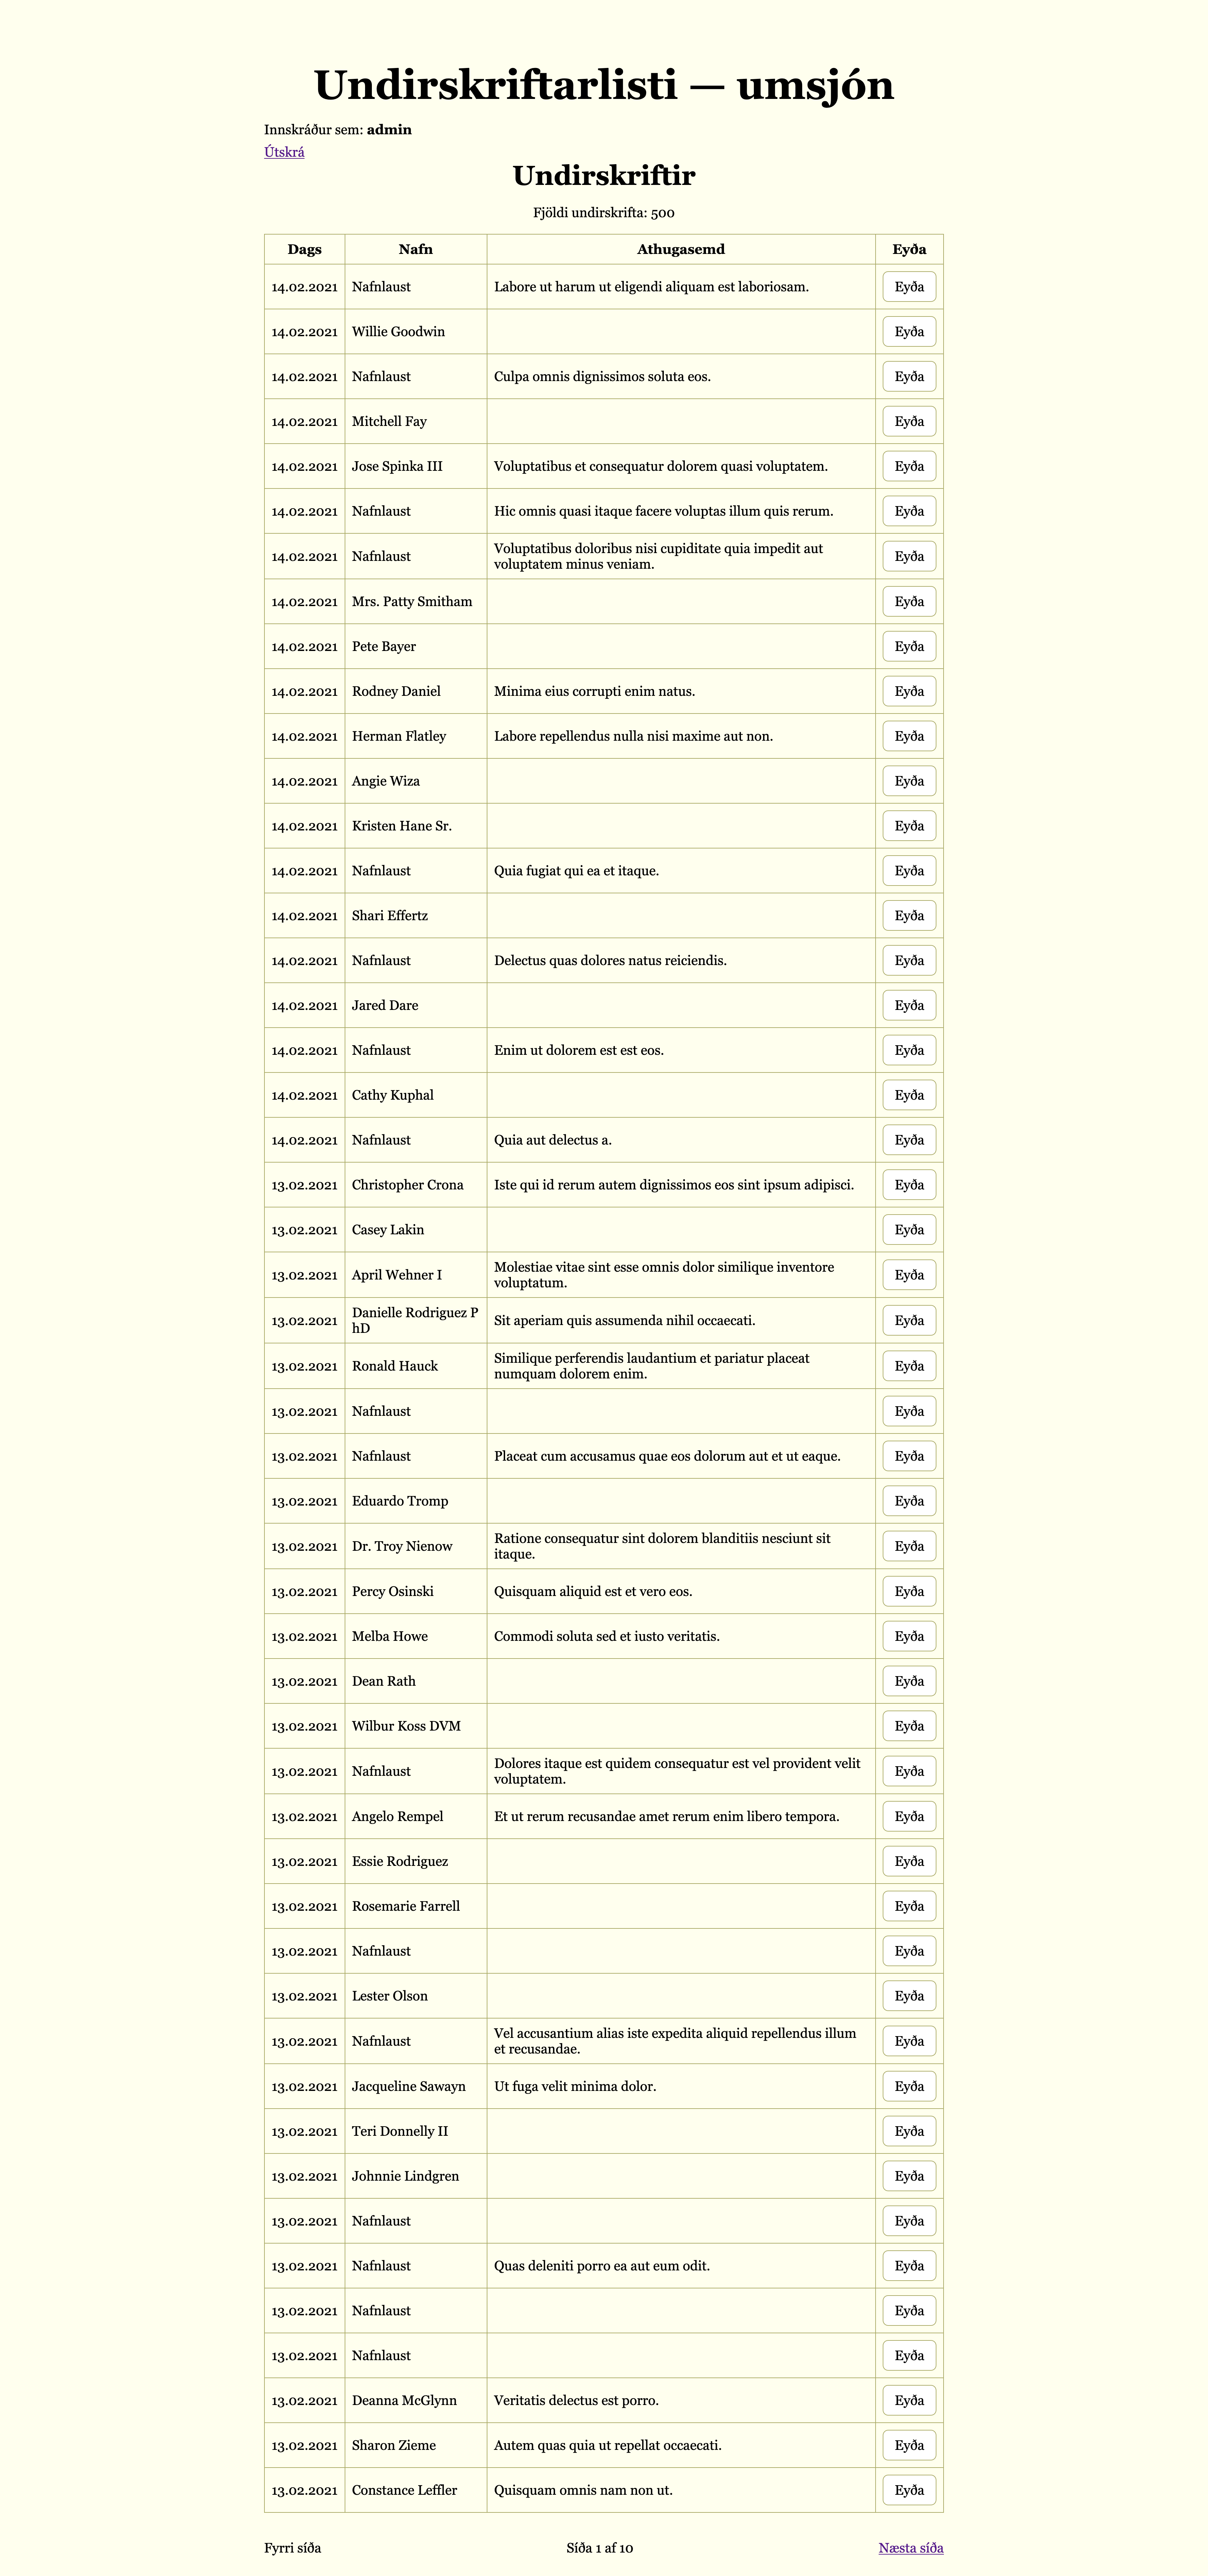 Undirskriftarlisti — umsjón
Innskráður sem: admin
Útskrá
Undirskriftir
Fjöldi undirskrifta: 500
Dags Nafn Athugasemd Eyða
14.02.2021 Nafnlaust Labore ut harum ut eligendi aliquam est laboriosam. Eyða
14.02.2021 Willie Goodwin Eyða
14.02.2021 Nafnlaust Culpa omnis dignissimos soluta eos. Eyða
14.02.2021 Mitchell Fay Eyða
14.02.2021 Jose Spinka III Voluptatibus et consequatur dolorem quasi voluptatem. Eyða
14.02.2021 Nafnlaust Hic omnis quasi itaque facere voluptas illum quis rerum. Eyða
14.02.2021 Nafnlaust Voluptatibus doloribus nisi cupiditate quia impedit aut
voluptatem minus veniam. Eyða
14.02.2021 Mrs. Patty Smitham Eyða
14.02.2021 Pete Bayer Eyða
14.02.2021 Rodney Daniel Minima eius corrupti enim natus. Eyða
14.02.2021 Herman Flatley Labore repellendus nulla nisi maxime aut non. Eyða
14.02.2021 Angie Wiza Eyða
14.02.2021 Kristen Hane Sr. Eyða
14.02.2021 Nafnlaust Quia fugiat qui ea et itaque. Eyða
14.02.2021 Shari Effertz Eyða
14.02.2021 Nafnlaust Delectus quas dolores natus reiciendis. Eyða
14.02.2021 Jared Dare Eyða
14.02.2021 Nafnlaust Enim ut dolorem est est eos. Eyða
14.02.2021 Cathy Kuphal Eyða
14.02.2021 Nafnlaust Quia aut delectus a. Eyða
13.02.2021 Christopher Crona Iste qui id rerum autem dignissimos eos sint ipsum adipisci. Eyða
13.02.2021 Casey Lakin Eyða
13.02.2021 April Wehner I Molestiae vitae sint esse omnis dolor similique inventore
voluptatum. Eyða
13.02.2021 Danielle Rodriguez P
hD Sit aperiam quis assumenda nihil occaecati. Eyða
13.02.2021 Ronald Hauck Similique perferendis laudantium et pariatur placeat
numquam dolorem enim. Eyða
13.02.2021 Nafnlaust Eyða
13.02.2021 Nafnlaust Placeat cum accusamus quae eos dolorum aut et ut eaque. Eyða
13.02.2021 Eduardo Tromp Eyða
13.02.2021 Dr. Troy Nienow Ratione consequatur sint dolorem blanditiis nesciunt sit
itaque. Eyða
13.02.2021 Percy Osinski Quisquam aliquid est et vero eos. Eyða
13.02.2021 Melba Howe Commodi soluta sed et iusto veritatis. Eyða
13.02.2021 Dean Rath Eyða
13.02.2021 Wilbur Koss DVM Eyða
13.02.2021 Nafnlaust Dolores itaque est quidem consequatur est vel provident velit
voluptatem. Eyða
13.02.2021 Angelo Rempel Et ut rerum recusandae amet rerum enim libero tempora. Eyða
13.02.2021 Essie Rodriguez Eyða
13.02.2021 Rosemarie Farrell Eyða
13.02.2021 Nafnlaust Eyða
13.02.2021 Lester Olson Eyða
13.02.2021 Nafnlaust Vel accusantium alias iste expedita aliquid repellendus illum
et recusandae. Eyða
13.02.2021 Jacqueline Sawayn Ut fuga velit minima dolor. Eyða
13.02.2021 Teri Donnelly II Eyða
13.02.2021 Johnnie Lindgren Eyða
13.02.2021 Nafnlaust Eyða
13.02.2021 Nafnlaust Quas deleniti porro ea aut eum odit. Eyða
13.02.2021 Nafnlaust Eyða
13.02.2021 Nafnlaust Eyða
13.02.2021 Deanna McGlynn Veritatis delectus est porro. Eyða
13.02.2021 Sharon Zieme Autem quas quia ut repellat occaecati. Eyða
13.02.2021 Constance Leffler Quisquam omnis nam non ut. Eyða
Fyrri síða Síða 1 af 10 Næsta síða